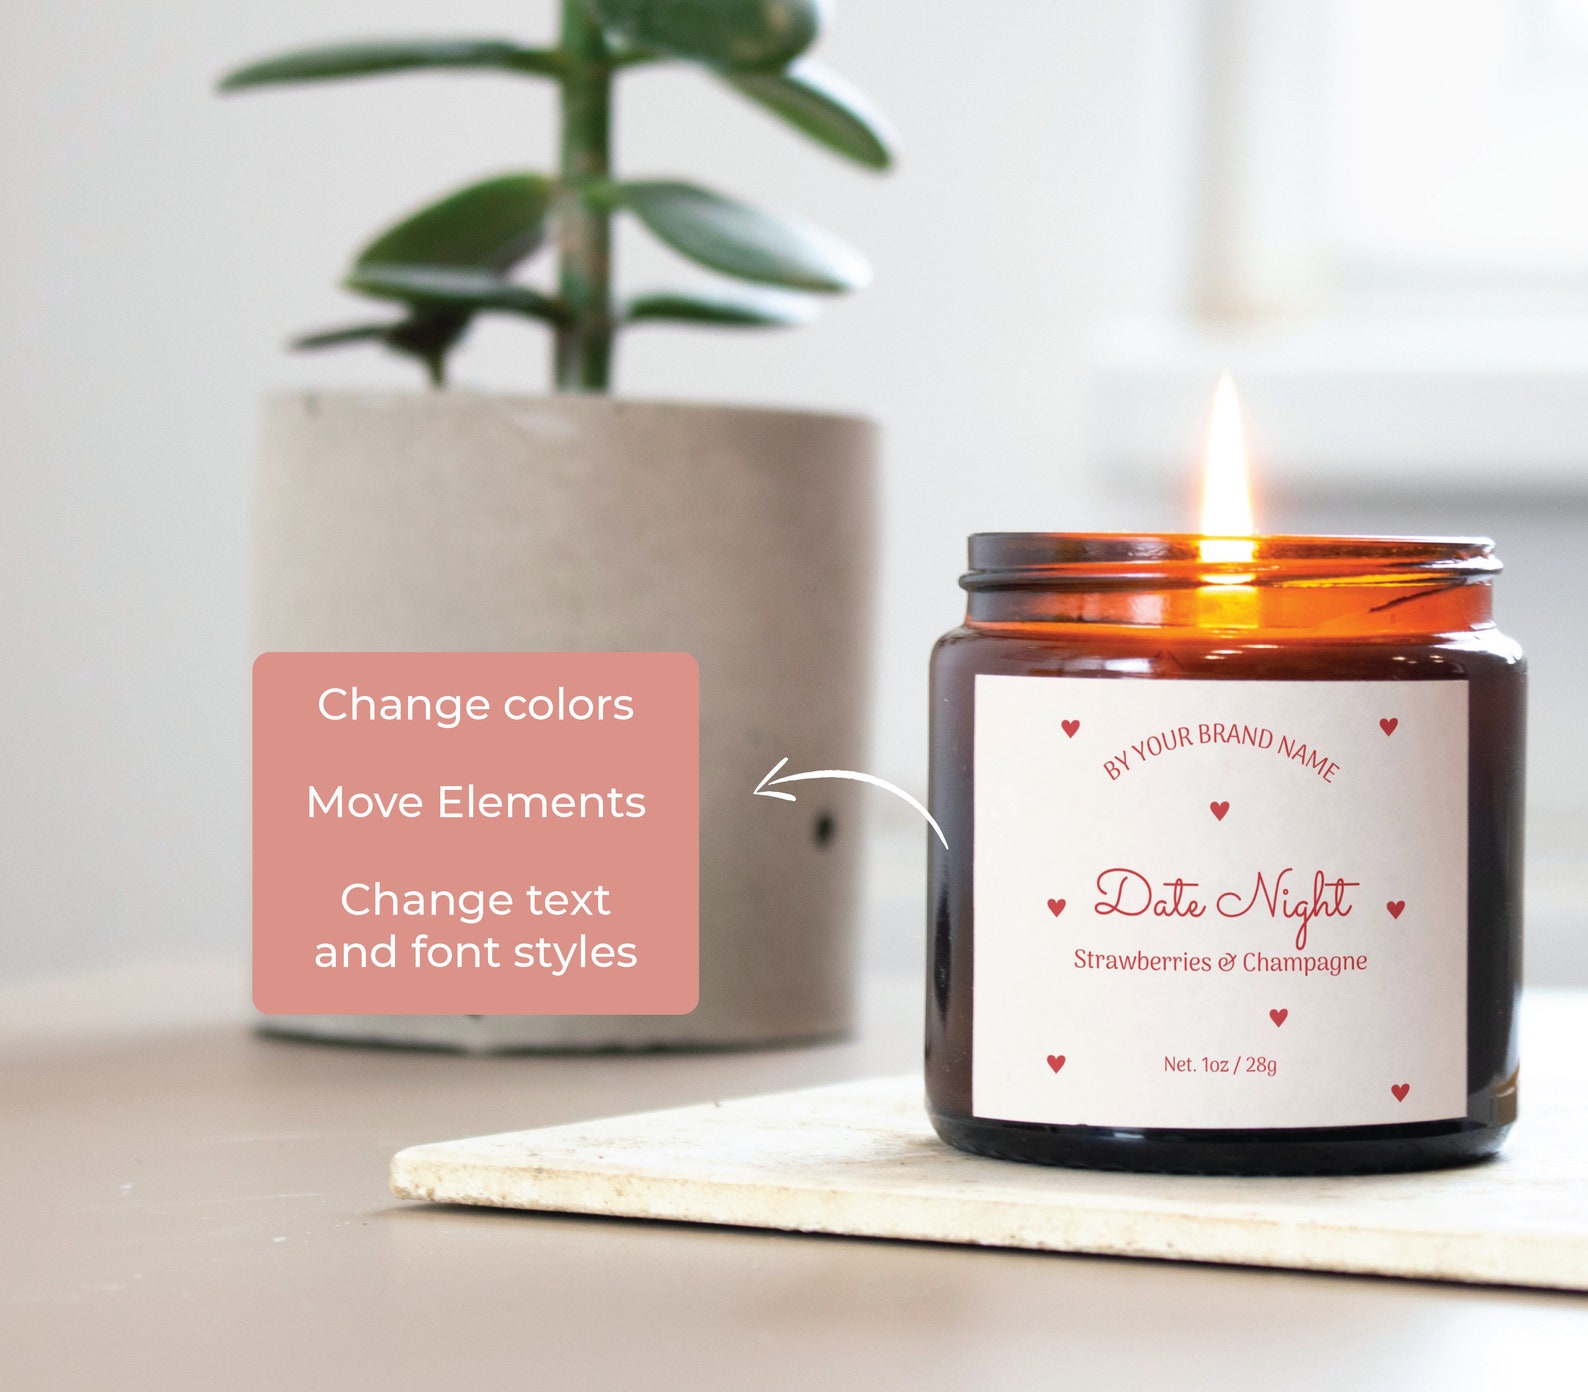 Change colors
Move Elements
Change text
and font styles
BY YOUR BRAND NAME
Date Night
Strawberries & Champagne
Net. 1oz / 28g